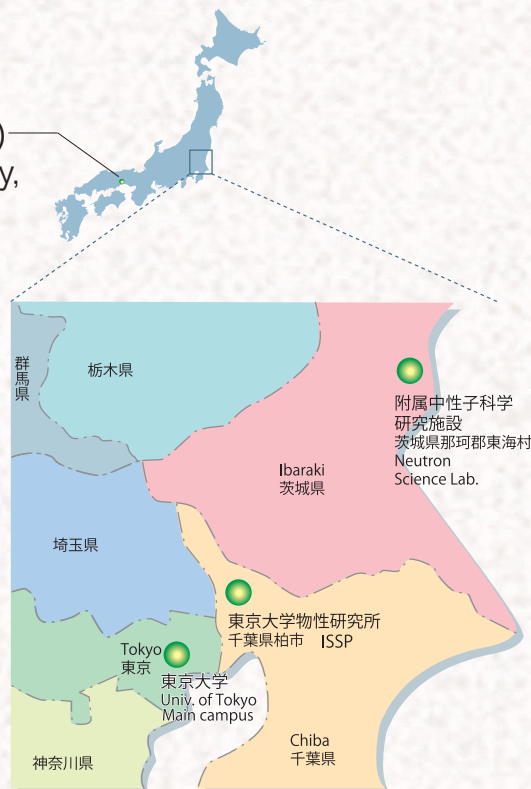 )
y,
群馬県
栃木県
附属中性子科学
研究施設
茨城県那珂郡東海村
Neutron
Science Lab.
Ibaraki
茨城県
埼玉県
東京大学物性研究所
千葉県柏市 ISSP
Tokyo
東京
東京大学
Univ. of Tokyo
Main campus
Chiba
千葉県
神奈川県